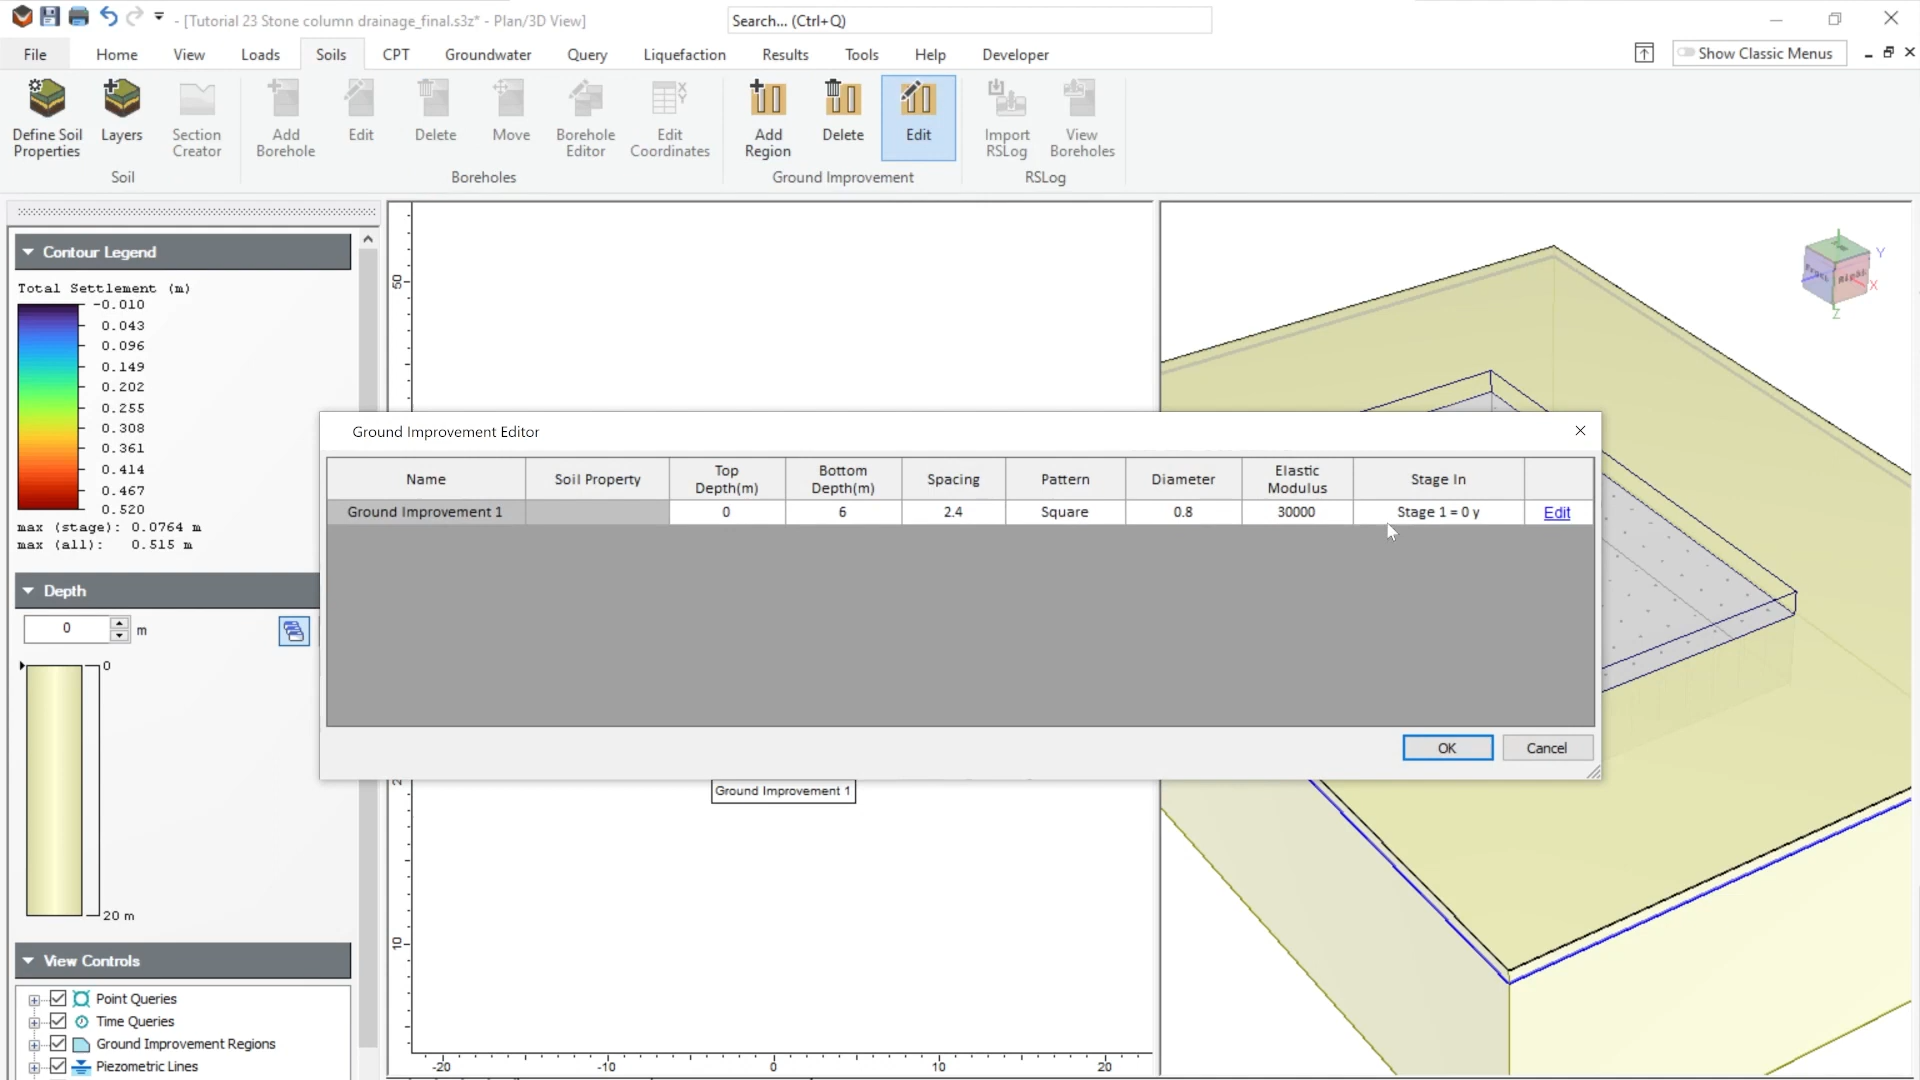 - [Tutorial 23 Stone column drainage_final.s3z* - Plan/3D View]
Search... (Ctrl+Q)
File Home View Loads Soils CPT Groundwater Query Liquefaction Results Tools Help Developer
Show Classic Menus
Define Soil Properties
Layers
Section Creator
Soil
Add Borehole
Edit
Delete
Move
Borehole Editor
Edit Coordinates
Boreholes
Add Region
Delete
Edit
Ground Improvement
Import RSLog
View Boreholes
RSLog
Contour Legend
Total Settlement (m)
-0.010
0.043
0.096
0.149
0.202
0.255
0.308
0.361
0.414
0.467
0.520
max (stage): 0.0764 m
max (all): 0.515 m
Depth
0 m
0
20 m
View Controls
Point Queries
Time Queries
Ground Improvement Regions
Piezometric Lines
50
10
-20 -10 0 10 20
Ground Improvement Editor
Name Soil Property Top Depth(m) Bottom Depth(m) Spacing Pattern Diameter Elastic Modulus Stage In
Ground Improvement 1 0 6 2.4 Square 0.8 30000 Stage 1 = 0 y Edit
OK Cancel
Ground Improvement 1
Front Right
Y
X
Z